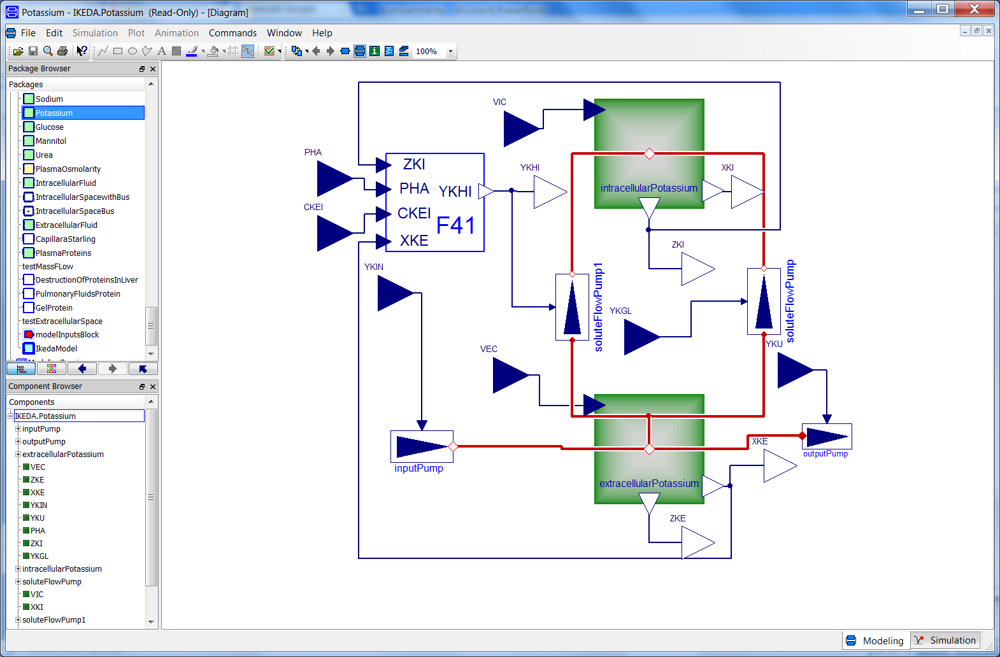 Potassium - IKEDA.Potassium (Read-Only) - [Diagram]
File Edit Simulation Plot Animation Commands Window Help
100%
Package Browser
Packages
Sodium
Potassium
Glucose
Mannitol
Urea
PlasmaOsmolarity
IntracellularFluid
IntracellularSpacewithBus
IntracellularSpaceBus
ExtracellularFluid
CapillaraStarling
PlasmaProteins
testMassFLow
DestructionOfProteinsInLiver
PulmonaryFluidsProtein
GelProtein
testExtracellularSpace
modelInputsBlock
IkedaModel
Component Browser
Components
IKEDA.Potassium
inputPump
outputPump
extracellularPotassium
VEC
ZKE
XKE
YKIN
YKU
PHA
ZKI
YKGL
intracellularPotassium
soluteFlowPump
VIC
XKI
soluteFlowPump1
VIC
PHA
CKEI
ZKI
PHA
YKHI
CKEI
F41
XKE
YKHI
XKI
intracellularPotassium
ZKI
YKIN
soluteFlowPump1
soluteFlowPump
YKGL
YKU
VEC
inputPump
XKE
outputPump
extracellularPotassium
ZKE
Modeling
Simulation